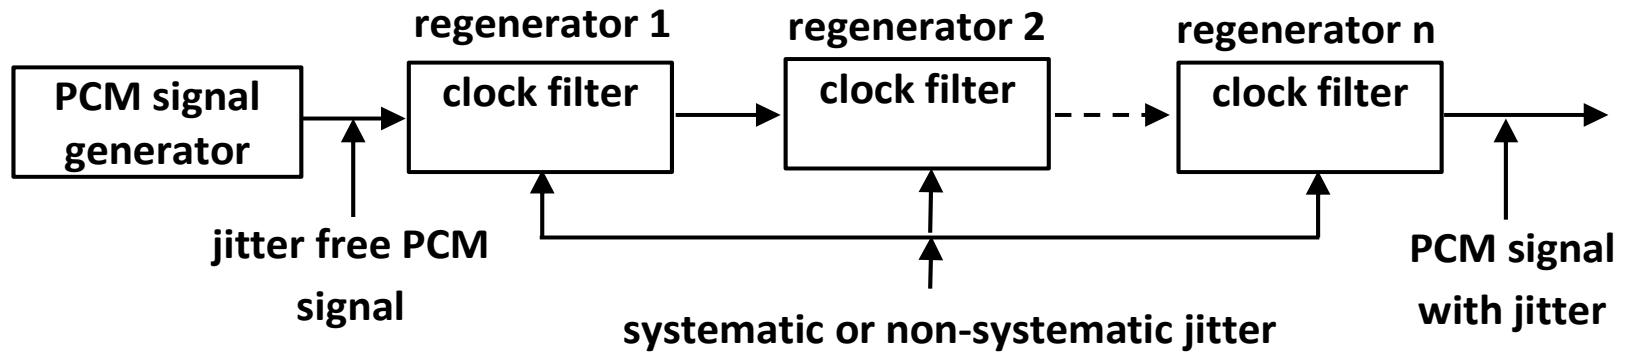 regenerator 1
regenerator 2
regenerator n
PCM signal
generator
clock filter
clock filter
clock filter
jitter free PCM
signal
systematic or non-systematic jitter
PCM signal
with jitter